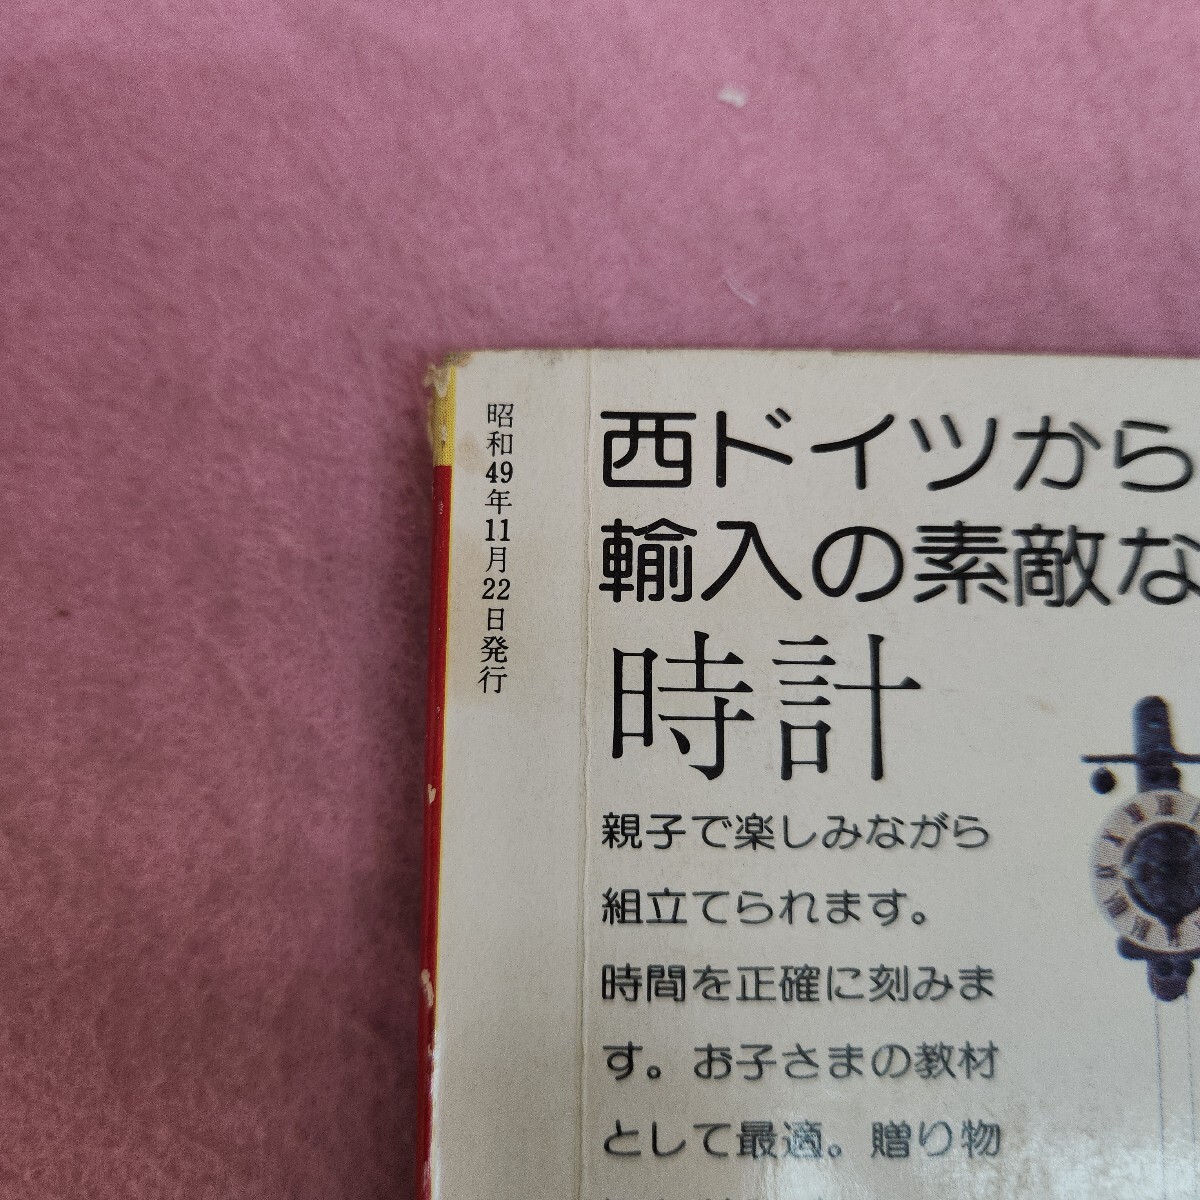 昭和49年11月22日発行
西ドイツから
輸入の素敵な
時計
親子で楽しみながら
組立てられます。
時間を正確に刻みま
す。お子さまの教材
として最適。贈り物